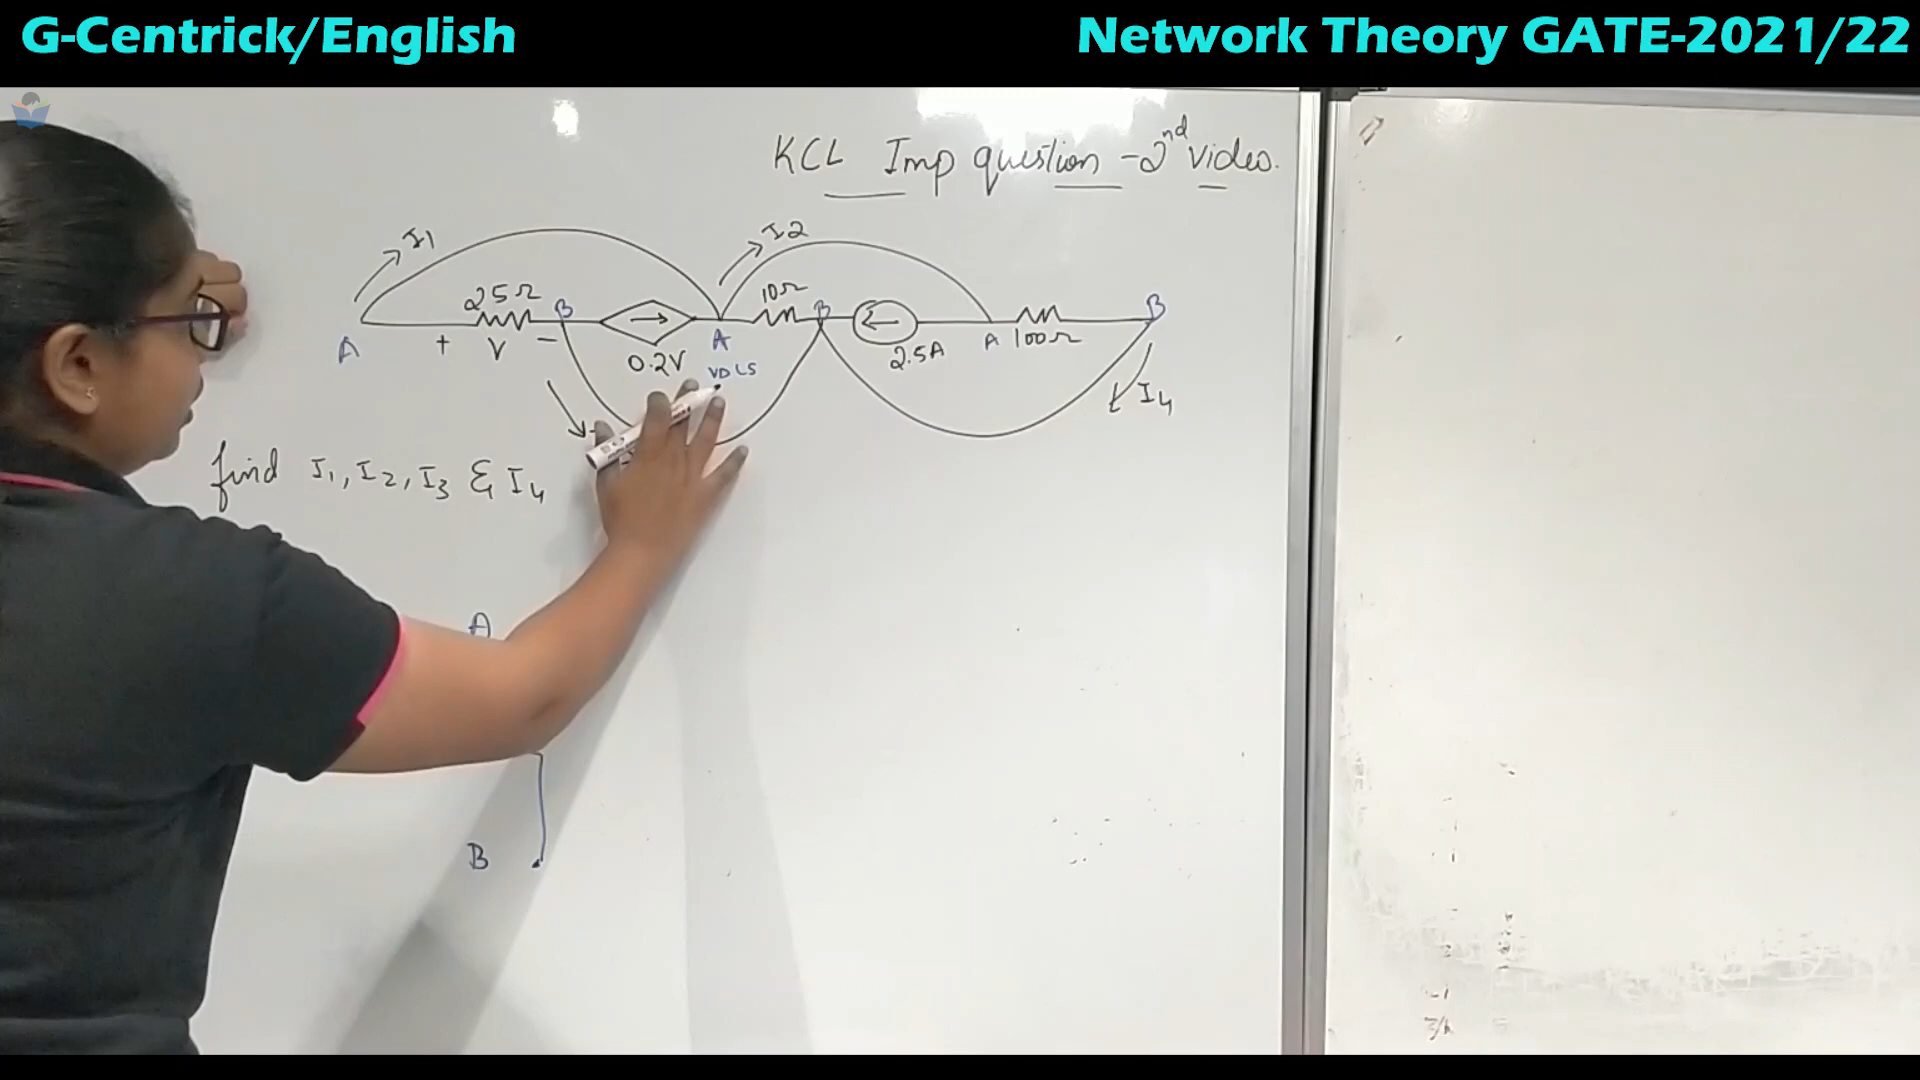 G-Centrick/English
Network Theory GATE-2021/22
KCL Imp question -2nd video.
I1
I2
25Ω
B
10Ω
B
B
A
+ V -
0.2V
A
2.5A
A
100Ω
VDCS
I4
find I1, I2, I3 & I4
A
B